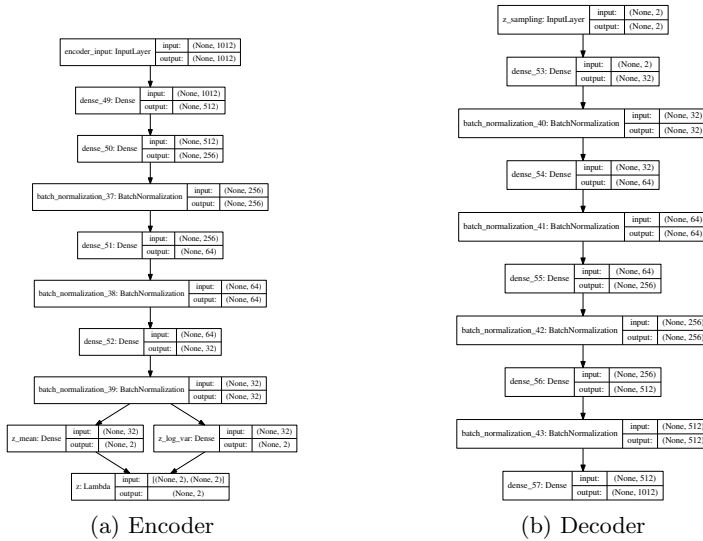 encoder_input: InputLayer
input: (None, 1012)
output: (None, 1012)
dense_49: Dense
input: (None, 1012)
output: (None, 512)
dense_50: Dense
input: (None, 512)
output: (None, 256)
batch_normalization_37: BatchNormalization
input: (None, 256)
output: (None, 256)
dense_51: Dense
input: (None, 256)
output: (None, 64)
batch_normalization_38: BatchNormalization
input: (None, 64)
output: (None, 64)
dense_52: Dense
input: (None, 64)
output: (None, 32)
batch_normalization_39: BatchNormalization
input: (None, 32)
output: (None, 32)
z_mean: Dense
input: (None, 32)
output: (None, 2)
z_log_var: Dense
input: (None, 32)
output: (None, 2)
z: Lambda
input: [(None, 2), (None, 2)]
output: (None, 2)
(a) Encoder
z_sampling: InputLayer
input: (None, 2)
output: (None, 2)
dense_53: Dense
input: (None, 2)
output: (None, 32)
batch_normalization_40: BatchNormalization
input: (None, 32)
output: (None, 32)
dense_54: Dense
input: (None, 32)
output: (None, 64)
batch_normalization_41: BatchNormalization
input: (None, 64)
output: (None, 64)
dense_55: Dense
input: (None, 64)
output: (None, 256)
batch_normalization_42: BatchNormalization
input: (None, 256)
output: (None, 256)
dense_56: Dense
input: (None, 256)
output: (None, 512)
batch_normalization_43: BatchNormalization
input: (None, 512)
output: (None, 512)
dense_57: Dense
input: (None, 512)
output: (None, 1012)
(b) Decoder